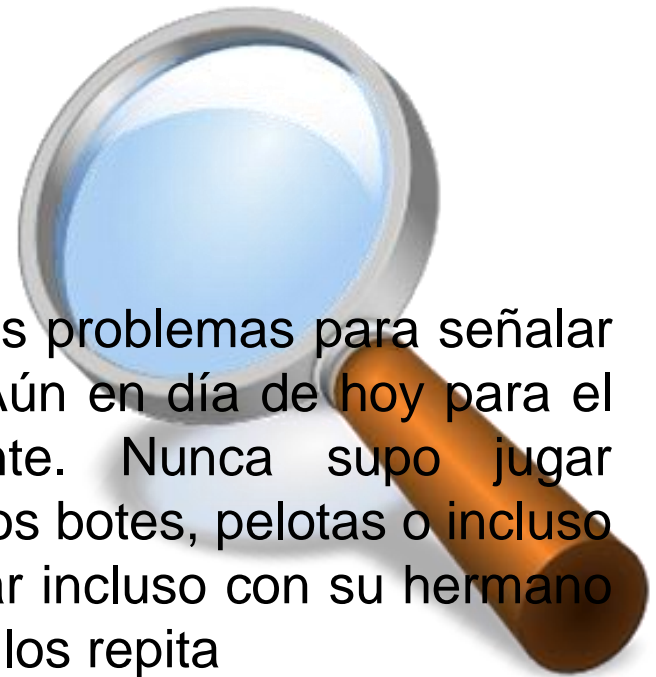 s problemas para señalar
Aún en día de hoy para el
nte. Nunca supo jugar
os botes, pelotas o incluso
ar incluso con su hermano
los repita